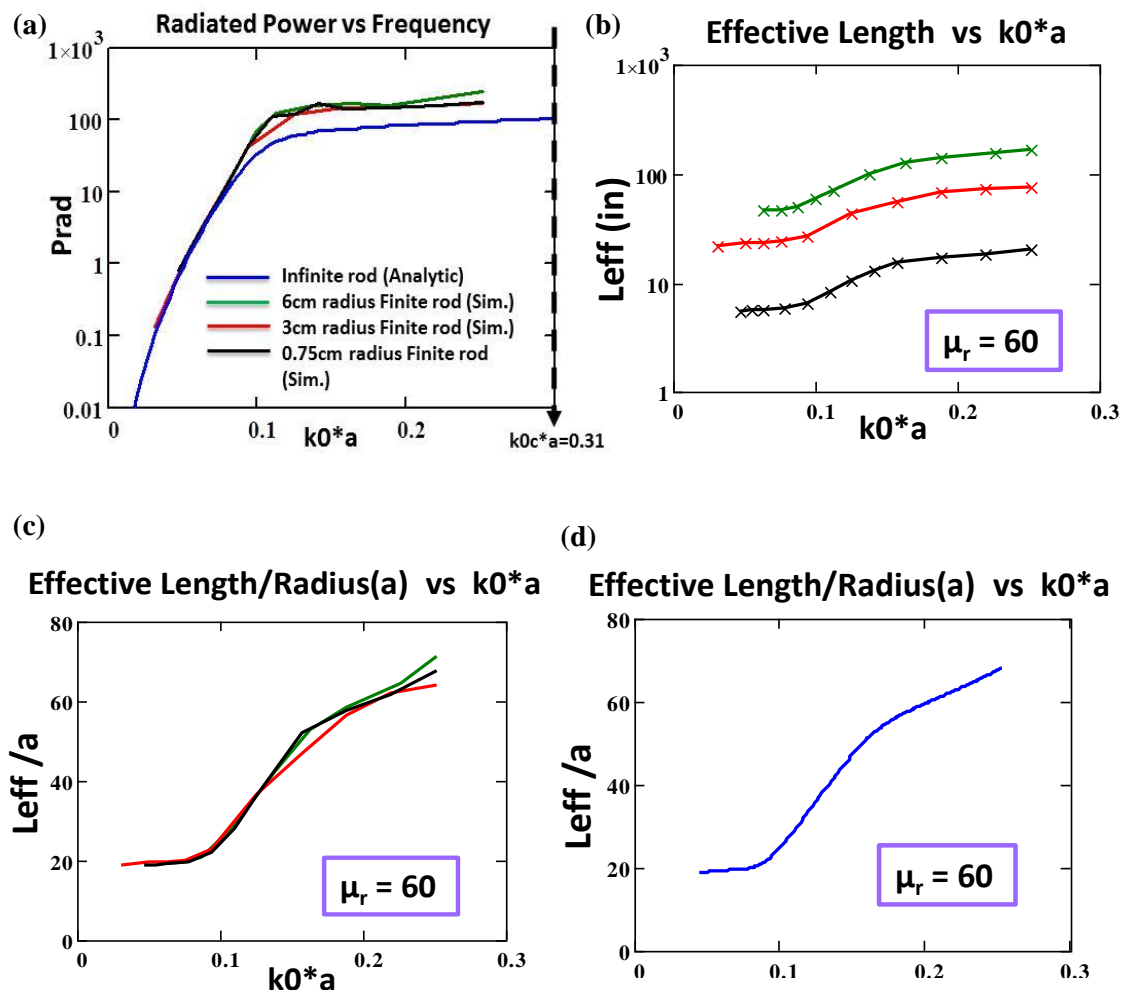 (a)
Radiated Power vs Frequency
1×10³
100
10
1
0.1
0.01
Prad
Infinite rod (Analytic)
6cm radius Finite rod (Sim.)
3cm radius Finite rod (Sim.)
0.75cm radius Finite rod
(Sim.)
0
0.1
0.2
k0*a
k0c*a=0.31
(b)
Effective Length vs k0*a
1×10³
100
10
1
Leff (in)
μr = 60
0
0.1
0.2
0.3
k0*a
(c)
Effective Length/Radius(a) vs k0*a
80
60
40
20
0
Leff /a
μr = 60
0
0.1
0.2
0.3
k0*a
(d)
Effective Length/Radius(a) vs k0*a
80
60
40
20
0
Leff /a
μr = 60
0
0.1
0.2
0.3